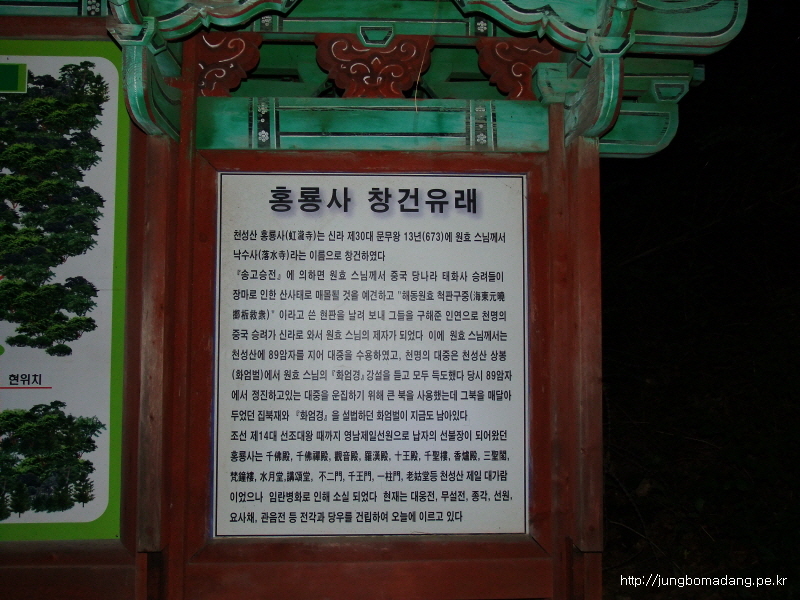 홍룡사 창건유래
천성산 홍룡사(虹瀧寺)는 신라 제30대 문무왕 13년(673)에 원효 스님께서
낙수사(落水寺)라는 이름으로 창건하였다
『송고승전』에 의하면 원효 스님께서 중국 당나라 태화사 승려들이
장마로 인한 산사태로 매몰될 것을 예견하고 "해동원효 척판구중(海東元曉
擲板救衆)" 이라고 쓴 현판을 날려 보내 그들을 구해준 인연으로 천명의
중국 승려가 신라로 와서 원효 스님의 제자가 되었다 이에 원효 스님께서는
천성산에 89암자를 지어 대중을 수용하였고, 천명의 대중은 천성산 상봉
(화엄벌)에서 원효 스님의 『화엄경』강설을 듣고 모두 득도했다 당시 89암자
에서 정진하고있는 대중을 운집하기 위해 큰 북을 사용했는데 그북을 매달아
두었던 집북재와 『화엄경』을 설법하던 화엄벌이 지금도 남아있다
조선 제14대 선조대왕 때까지 영남제일선원으로 납자의 선불장이 되어왔던
홍룡사는 千佛殿, 千佛禪殿, 觀音殿, 羅漢殿, 十王殿, 千聖樓, 香爐殿, 三聖閣,
梵鐘樓, 水月堂,講頌堂, 不二門, 千王門, 一柱門, 老姑堂등 천성산 제일 대가람
이었으나 임란병화로 인해 소실 되었다 현재는 대웅전, 무설전, 종각, 선원,
요사채, 관음전 등 전각과 당우를 건립하여 오늘에 이르고 있다
현위치
http://jungbomadang.pe.kr